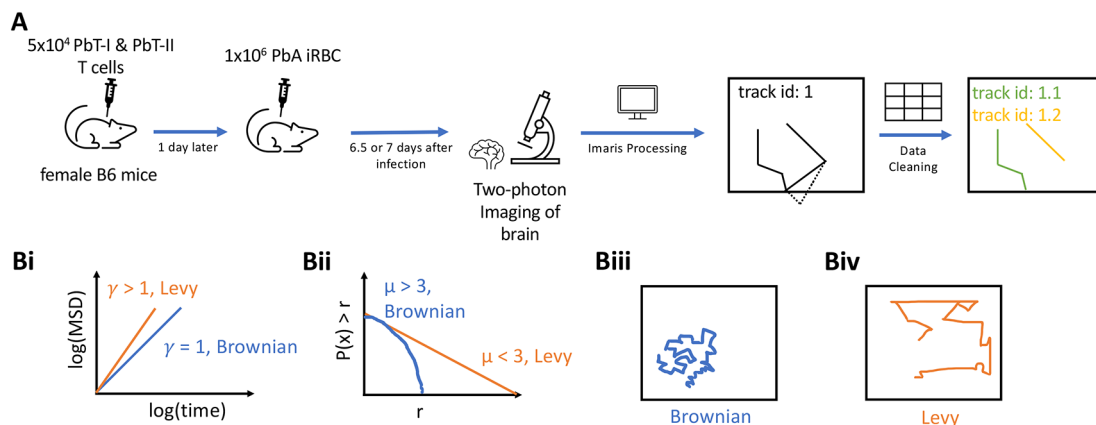 A
5x10⁴ PbT-I & PbT-II
T cells
1x10⁶ PbA iRBC
1 day later
female B6 mice
6.5 or 7 days after
infection
Two-photon
Imaging of
brain
Imaris Processing
track id: 1
Data
Cleaning
track id: 1.1
track id: 1.2
Bi
log(MSD)
γ > 1, Levy
γ = 1, Brownian
log(time)
Bii
P(x) > r
μ > 3,
Brownian
μ < 3, Levy
r
Biii
Brownian
Biv
Levy